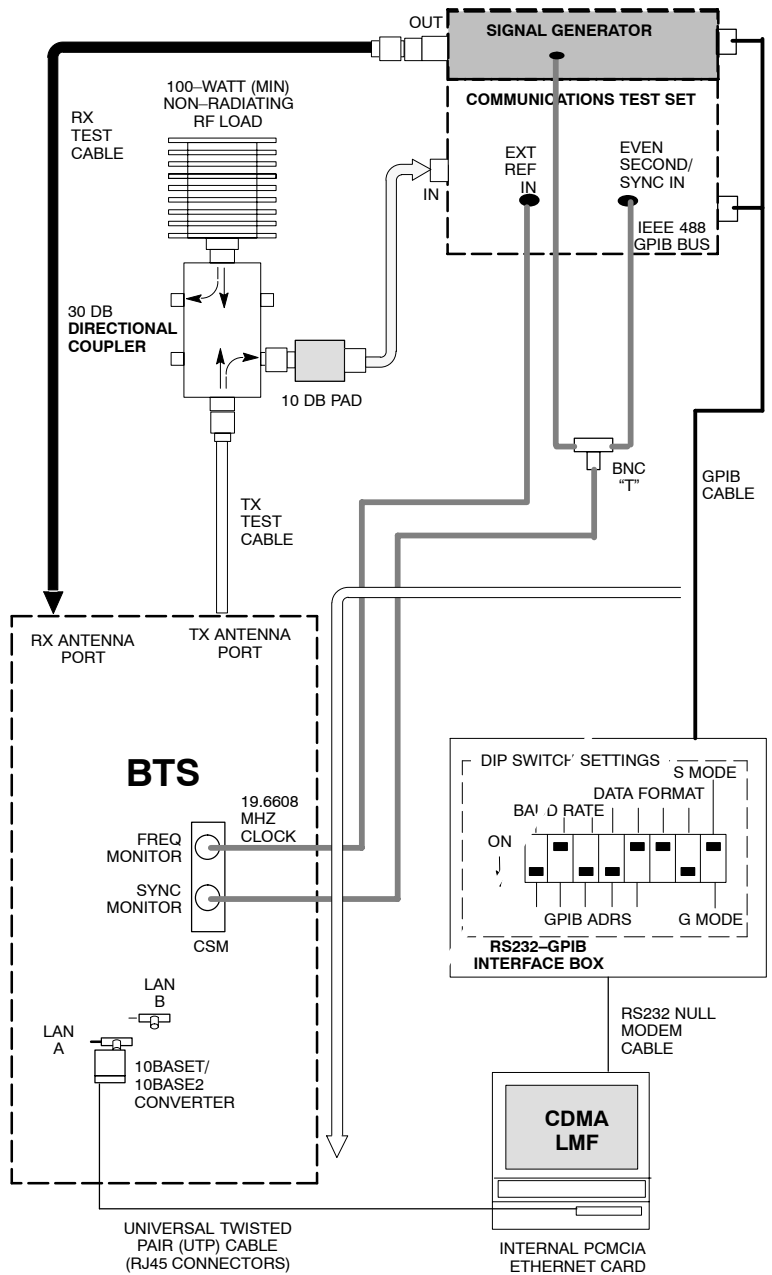 OUT
SIGNAL GENERATOR
COMMUNICATIONS TEST SET
100–WATT (MIN)
NON–RADIATING
RF LOAD
RX
TEST
CABLE
EXT
REF
IN
EVEN
SECOND/
SYNC IN
IN
IEEE 488
GPIB BUS
30 DB
DIRECTIONAL
COUPLER
10 DB PAD
BNC
“T”
GPIB
CABLE
TX
TEST
CABLE
RX ANTENNA
PORT
TX ANTENNA
PORT
BTS
19.6608
MHZ
CLOCK
FREQ
MONITOR
SYNC
MONITOR
CSM
DIP SWITCH SETTINGS
S MODE
DATA FORMAT
BAUD RATE
ON
GPIB ADRS
G MODE
RS232–GPIB
INTERFACE BOX
LAN
B
LAN
A
10BASET/
10BASE2
CONVERTER
RS232 NULL
MODEM
CABLE
CDMA
LMF
UNIVERSAL TWISTED
PAIR (UTP) CABLE
(RJ45 CONNECTORS)
INTERNAL PCMCIA
ETHERNET CARD